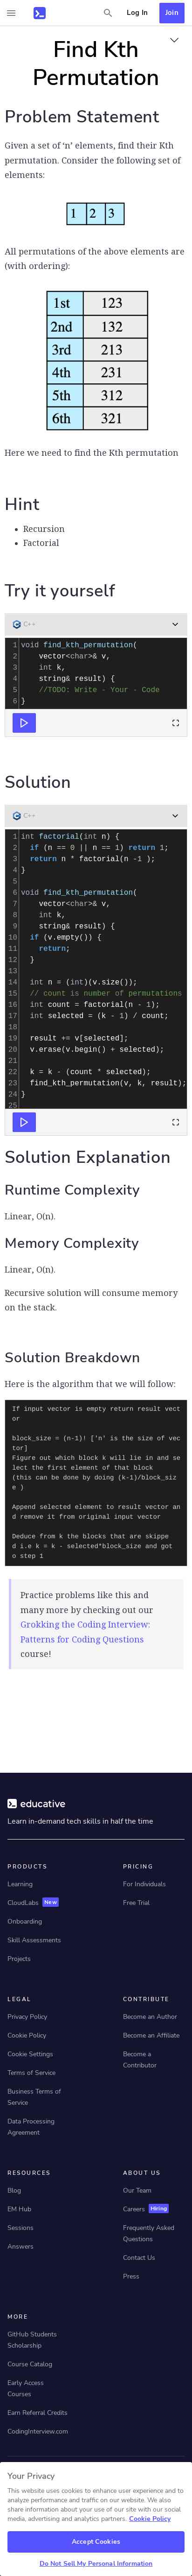 Log In
Join
Find Kth
Permutation
Problem Statement
Given a set of ‘n’ elements, find their Kth
permutation. Consider the following set of
elements:
1 2 3
All permutations of the above elements are
(with ordering):
1st 123
2nd 132
3rd 213
4th 231
5th 312
6th 321
Here we need to find the Kth permutation
Hint
• Recursion
• Factorial
Try it yourself
C++
1 void find_kth_permutation(
2     vector<char>& v,
3     int k,
4     string& result) {
5     //TODO: Write - Your - Code
6 }
Solution
C++
1 int factorial(int n) {
2   if (n == 0 || n == 1) return 1;
3   return n * factorial(n -1 );
4 }
5
6 void find_kth_permutation(
7     vector<char>& v,
8     int k,
9     string& result) {
10   if (v.empty()) {
11     return;
12   }
13
14   int n = (int)(v.size());
15   // count is number of permutations
16   int count = factorial(n - 1);
17   int selected = (k - 1) / count;
18
19   result += v[selected];
20   v.erase(v.begin() + selected);
21
22   k = k - (count * selected);
23   find_kth_permutation(v, k, result);
24 }
25
Solution Explanation
Runtime Complexity
Linear, O(n).
Memory Complexity
Linear, O(n).
Recursive solution will consume memory
on the stack.
Solution Breakdown
Here is the algorithm that we will follow:
If input vector is empty return result vect
or
block_size = (n-1)! ['n' is the size of vec
tor]
Figure out which block k will lie in and se
lect the first element of that block
(this can be done by doing (k-1)/block_siz
e )
Append selected element to result vector an
d remove it from original input vector
Deduce from k the blocks that are skippe
d i.e k = k - selected*block_size and got
o step 1
Practice problems like this and
many more by checking out our
Grokking the Coding Interview:
Patterns for Coding Questions
course!
educative
Learn in-demand tech skills in half the time
PRODUCTS
Learning
CloudLabs New
Onboarding
Skill Assessments
Projects
PRICING
For Individuals
Free Trial
LEGAL
Privacy Policy
Cookie Policy
Cookie Settings
Terms of Service
Business Terms of
Service
Data Processing
Agreement
CONTRIBUTE
Become an Author
Become an Affiliate
Become a
Contributor
RESOURCES
Blog
EM Hub
Sessions
Answers
ABOUT US
Our Team
Careers Hiring
Frequently Asked
Questions
Contact Us
Press
MORE
GitHub Students
Scholarship
Course Catalog
Early Access
Courses
Earn Referral Credits
CodingInterview.com
Your Privacy
This website uses cookies to enhance user experience and to
analyze performance and traffic on our website. We also
share information about your use of our site with our social
media, advertising and analytics partners. Cookie Policy
Accept Cookies
Do Not Sell My Personal Information